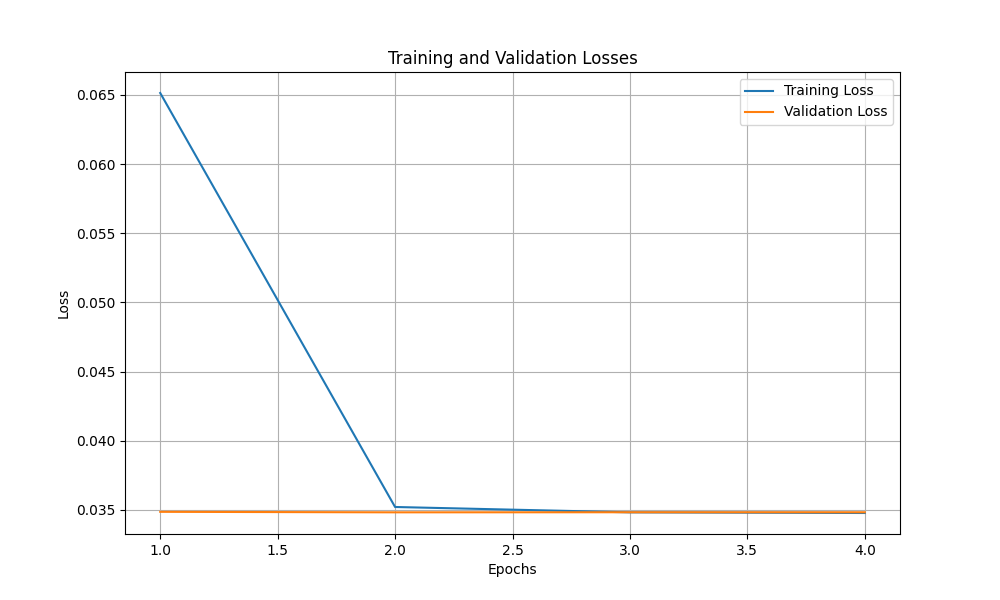 Training and Validation Losses
Training Loss
Validation Loss
0.065
0.060
0.055
0.050
0.045
0.040
0.035
Loss
1.0 1.5 2.0 2.5 3.0 3.5 4.0
Epochs